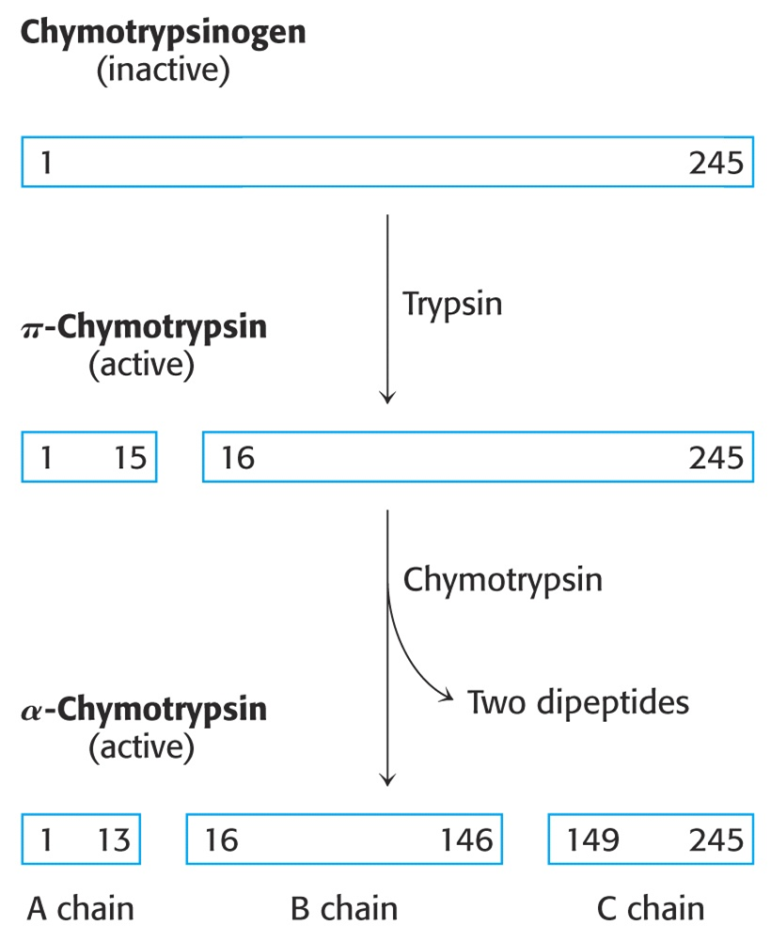 Chymotrypsinogen
(inactive)
1 245
Trypsin
π-Chymotrypsin
(active)
1 15 16 245
Chymotrypsin
Two dipeptides
α-Chymotrypsin
(active)
1 13 16 146 149 245
A chain B chain C chain